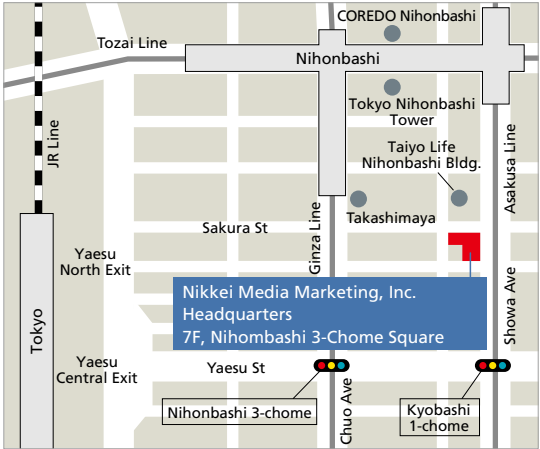 COREDO Nihonbashi
Tozai Line
Nihonbashi
Tokyo Nihonbashi
Tower
JR Line
Asakusa Line
Taiyo Life
Nihonbashi Bldg.
Takashimaya
Sakura St
Ginza Line
Yaesu
North Exit
Nikkei Media Marketing, Inc.
Headquarters
7F, Nihombashi 3-Chome Square
Showa Ave
Tokyo
Yaesu
Central Exit
Yaesu St
Nihonbashi 3-chome
Chuo Ave
Kyobashi
1-chome